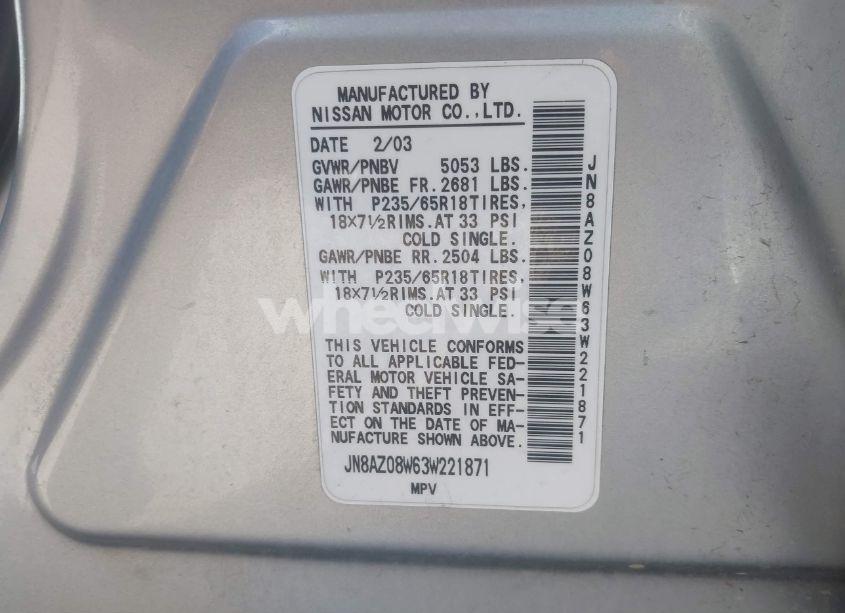 MANUFACTURED BY
NISSAN MOTOR CO.,LTD.
DATE 2/03
GVWR/PNBV 5053 LBS.
GAWR/PNBE FR. 2681 LBS.
WITH P235/65R18TIRES,
18×7½RIMS.AT 33 PSI
COLD SINGLE.
GAWR/PNBE RR. 2504 LBS.
WITH P235/65R18TIRES,
18×7½RIMS.AT 33 PSI
COLD SINGLE.
THIS VEHICLE CONFORMS
TO ALL APPLICABLE FED-
ERAL MOTOR VEHICLE SA-
FETY AND THEFT PREVEN-
TION STANDARDS IN EFF-
ECT ON THE DATE OF MA-
NUFACTURE SHOWN ABOVE.
JN8AZ08W63W221871
MPV
JN8AZ08W63W221871
wheelwise